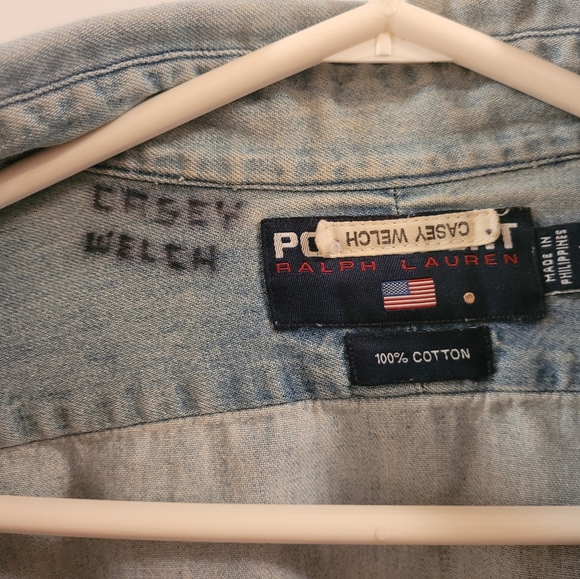 CASEY
WELCH
CASEY WELCH
RALPH LAUREN
MADE IN
PHILIPPINES
100% COTTON